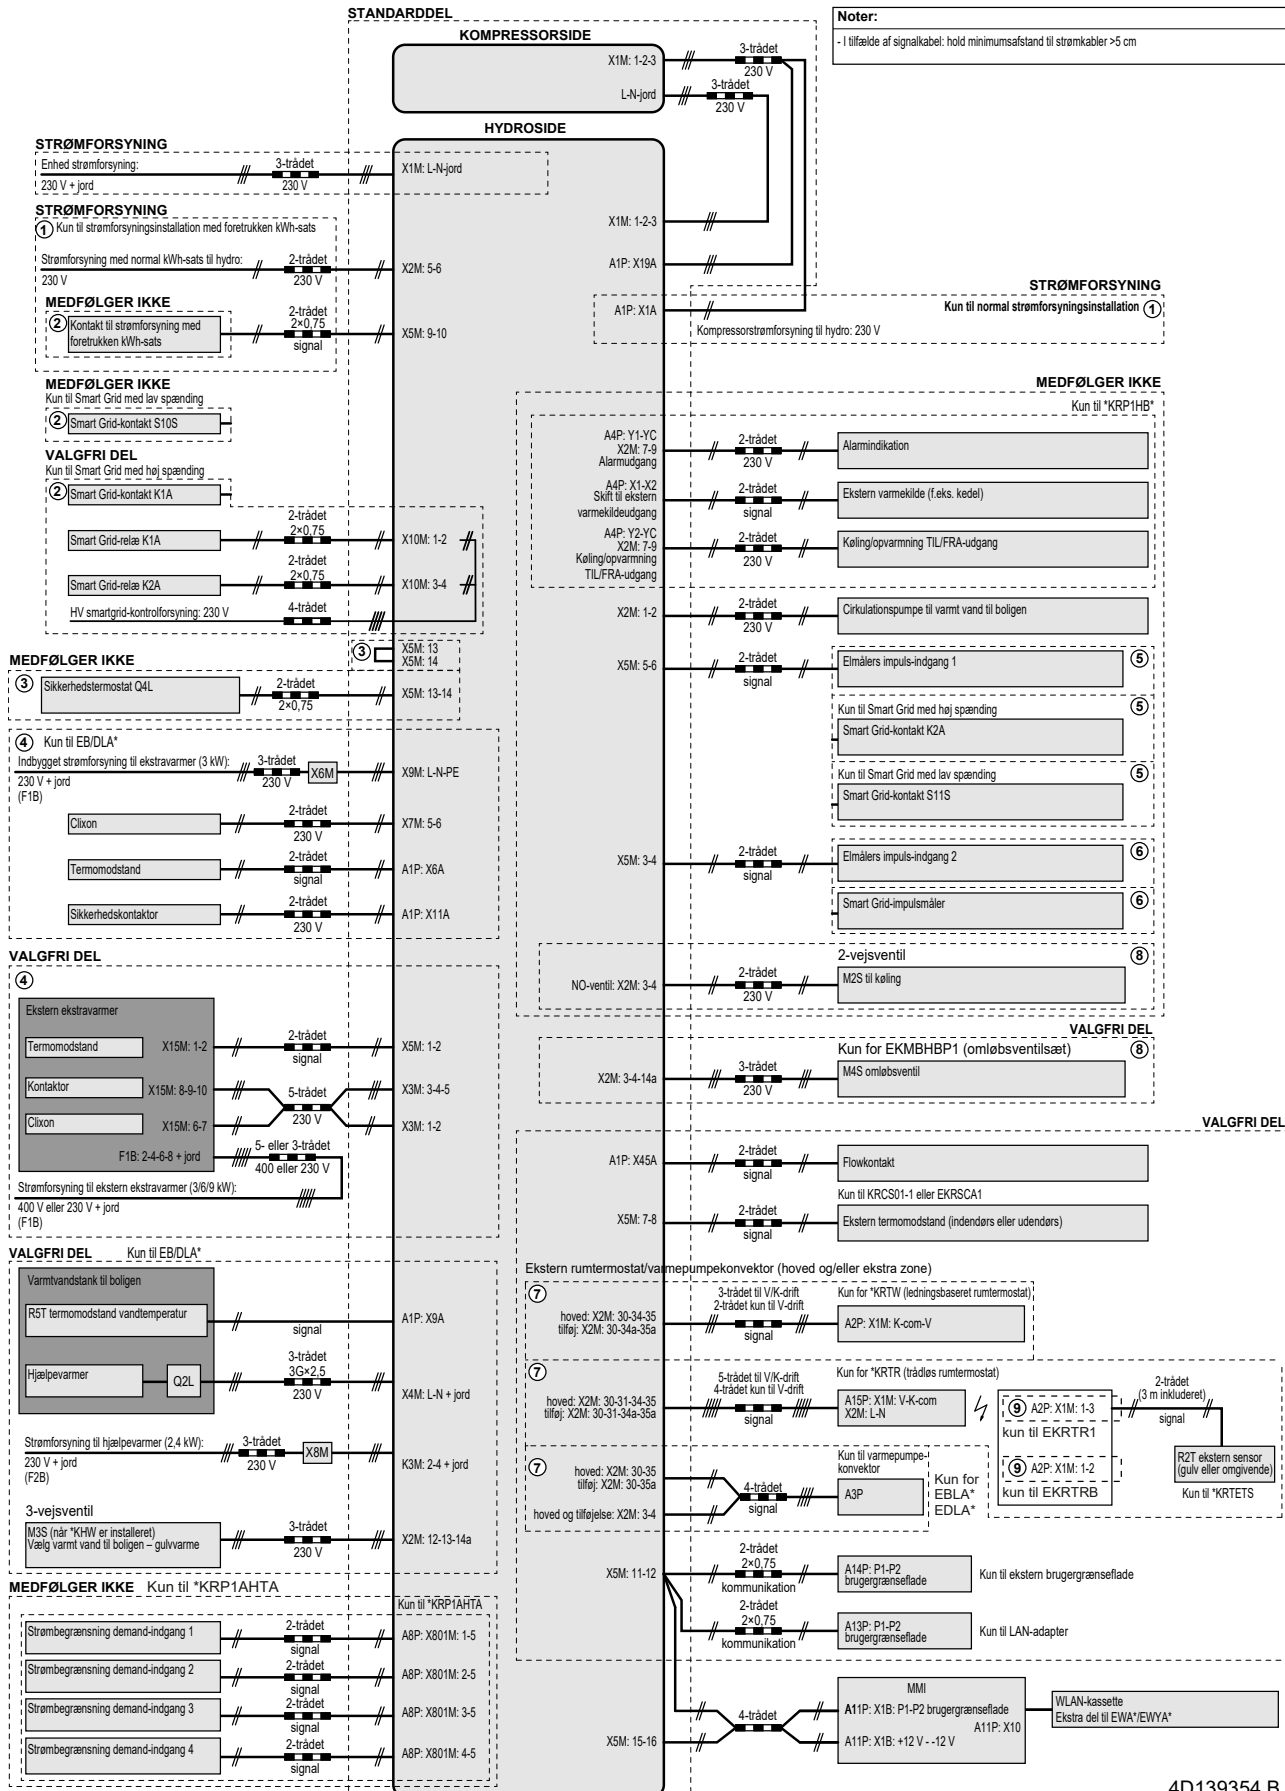 STANDARDDEL
Noter:
- I tilfælde af signalkabel: hold minimumsafstand til strømkabler >5 cm
KOMPRESSORSIDE
X1M: 1-2-3
3-trådet
230 V
L-N-jord
3-trådet
230 V
HYDROSIDE
STRØMFORSYNING
Enhed strømforsyning:
230 V + jord
3-trådet
230 V
X1M: L-N-jord
STRØMFORSYNING
1 Kun til strømforsyningsinstallation med foretrukken kWh-sats
Strømforsyning med normal kWh-sats til hydro:
230 V
2-trådet
230 V
X2M: 5-6
MEDFØLGER IKKE
2 Kontakt til strømforsyning med
foretrukken kWh-sats
2-trådet
2×0,75
signal
X5M: 9-10
X1M: 1-2-3
A1P: X19A
STRØMFORSYNING
A1P: X1A
Kun til normal strømforsyningsinstallation 1
Kompressorstrømforsyning til hydro: 230 V
MEDFØLGER IKKE
Kun til Smart Grid med lav spænding
2 Smart Grid-kontakt S10S
VALGFRI DEL
Kun til Smart Grid med høj spænding
2 Smart Grid-kontakt K1A
Smart Grid-relæ K1A
2-trådet
2×0,75
X10M: 1-2
Smart Grid-relæ K2A
2-trådet
2×0,75
X10M: 3-4
HV smartgrid-kontrolforsyning: 230 V
4-trådet
3
X5M: 13
X5M: 14
MEDFØLGER IKKE
3
Sikkerhedstermostat Q4L
2-trådet
2×0,75
X5M: 13-14
4 Kun til EB/DLA*
Indbygget strømforsyning til ekstravarmer (3 kW):
230 V + jord
(F1B)
3-trådet
230 V
X6M
X9M: L-N-PE
Clixon
2-trådet
230 V
X7M: 5-6
Termomodstand
2-trådet
signal
A1P: X6A
Sikkerhedskontaktor
2-trådet
230 V
A1P: X11A
VALGFRI DEL
4
Ekstern ekstravarmer
Termomodstand
X15M: 1-2
2-trådet
signal
X5M: 1-2
Kontaktor
X15M: 8-9-10
5-trådet
230 V
X3M: 3-4-5
Clixon
X15M: 6-7
X3M: 1-2
F1B: 2-4-6-8 + jord
5- eller 3-trådet
400 eller 230 V
Strømforsyning til ekstern ekstravarmer (3/6/9 kW):
400 V eller 230 V + jord
(F1B)
VALGFRI DEL
Kun til EB/DLA*
Varmtvandstank til boligen
R5T termomodstand vandtemperatur
signal
A1P: X9A
Hjælpevarmer
Q2L
3-trådet
3G×2,5
230 V
X4M: L-N + jord
Strømforsyning til hjælpevarmer (2,4 kW):
230 V + jord
(F2B)
3-trådet
230 V
X8M
K3M: 2-4 + jord
3-vejsventil
M3S (når *KHW er installeret)
Vælg varmt vand til boligen – gulvvarme
3-trådet
230 V
X2M: 12-13-14a
MEDFØLGER IKKE Kun til *KRP1AHTA
Kun til *KRP1AHTA
Strømbegrænsning demand-indgang 1
2-trådet
signal
A8P: X801M: 1-5
Strømbegrænsning demand-indgang 2
2-trådet
signal
A8P: X801M: 2-5
Strømbegrænsning demand-indgang 3
2-trådet
signal
A8P: X801M: 3-5
Strømbegrænsning demand-indgang 4
2-trådet
signal
A8P: X801M: 4-5
MEDFØLGER IKKE
Kun til *KRP1HB*
A4P: Y1-YC
X2M: 7-9
Alarmudgang
2-trådet
230 V
Alarmindikation
A4P: X1-X2
Skift til ekstern
varmekildeudgang
2-trådet
signal
Ekstern varmekilde (f.eks. kedel)
A4P: Y2-YC
X2M: 7-9
Køling/opvarmning
TIL/FRA-udgang
2-trådet
230 V
Køling/opvarmning TIL/FRA-udgang
X2M: 1-2
2-trådet
230 V
Cirkulationspumpe til varmt vand til boligen
X5M: 5-6
2-trådet
signal
Elmålers impuls-indgang 1
5
Kun til Smart Grid med høj spænding
5
Smart Grid-kontakt K2A
Kun til Smart Grid med lav spænding
5
Smart Grid-kontakt S11S
X5M: 3-4
2-trådet
signal
Elmålers impuls-indgang 2
6
Smart Grid-impulsmåler
6
2-vejsventil
8
NO-ventil: X2M: 3-4
2-trådet
230 V
M2S til køling
VALGFRI DEL
Kun for EKMBHBP1 (omløbsventilsæt)
8
X2M: 3-4-14a
3-trådet
230 V
M4S omløbsventil
VALGFRI DEL
A1P: X45A
2-trådet
signal
Flowkontakt
Kun til KRCS01-1 eller EKRSCA1
X5M: 7-8
2-trådet
signal
Ekstern termomodstand (indendørs eller udendørs)
Ekstern rumtermostat/varmepumpekonvektor (hoved og/eller ekstra zone)
7
hoved: X2M: 30-34-35
tilføj: X2M: 30-34a-35a
3-trådet til V/K-drift
2-trådet kun til V-drift
signal
Kun for *KRTW (ledningsbaseret rumtermostat)
A2P: X1M: K-com-V
7
hoved: X2M: 30-31-34-35
tilføj: X2M: 30-31-34a-35a
5-trådet til V/K-drift
4-trådet kun til V-drift
signal
Kun for *KRTR (trådløs rumtermostat)
A15P: X1M: V-K-com
X2M: L-N
9 A2P: X1M: 1-3
kun til EKRTR1
9 A2P: X1M: 1-2
kun til EKRTRB
2-trådet
(3 m inkluderet)
signal
R2T ekstern sensor
(gulv eller omgivende)
Kun til *KRTETS
7
hoved: X2M: 30-35
tilføj: X2M: 30-35a
hoved og tilføjelse: X2M: 3-4
4-trådet
signal
Kun til varmepumpe-
konvektor
A3P
Kun for
EBLA*
EDLA*
X5M: 11-12
2-trådet
2×0,75
kommunikation
A14P: P1-P2
brugergrænseflade
Kun til ekstern brugergrænseflade
2-trådet
2×0,75
kommunikation
A13P: P1-P2
brugergrænseflade
Kun til LAN-adapter
X5M: 15-16
4-trådet
MMI
A11P: X1B: P1-P2 brugergrænseflade
A11P: X10
A11P: X1B: +12 V - -12 V
WLAN-kassette
Ekstra del til EWA*/EWYA*
4D139354 B